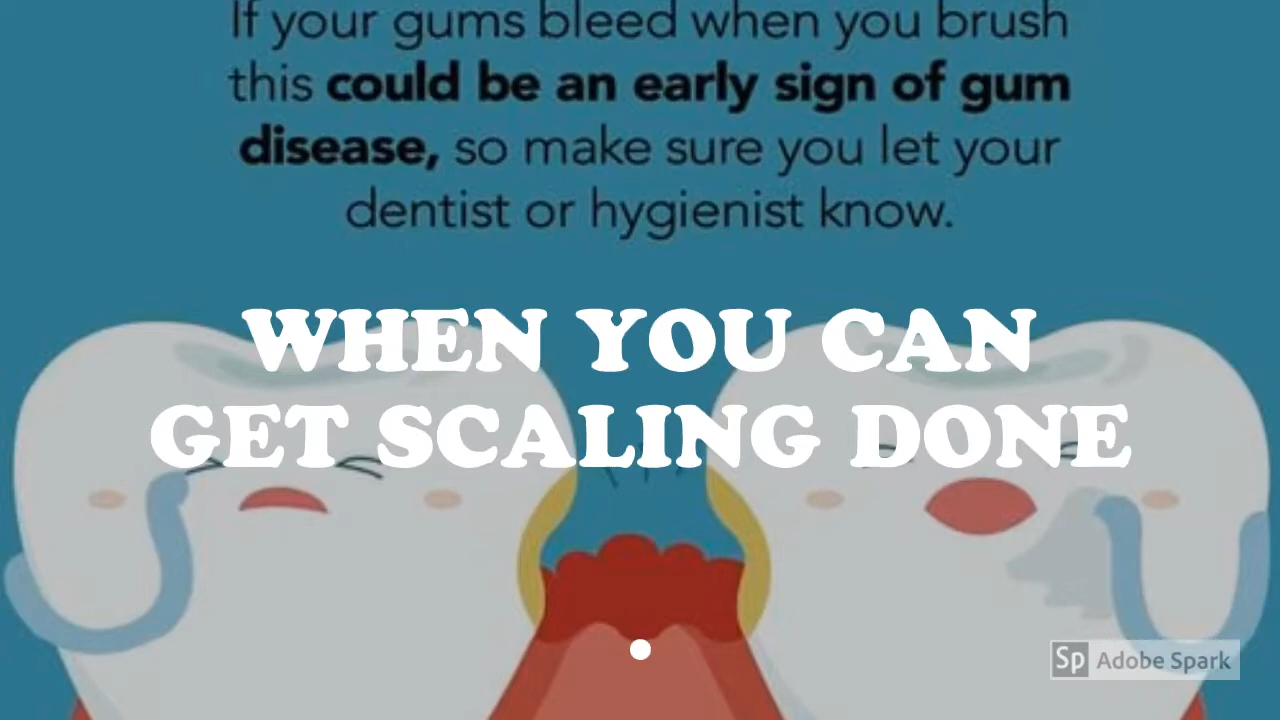 If your gums bleed when you brush
this could be an early sign of gum
disease, so make sure you let your
dentist or hygienist know.
WHEN YOU CAN
GET SCALING DONE
Sp Adobe Spark